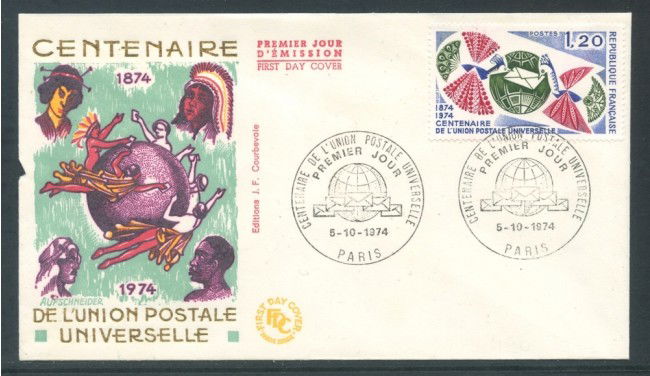 CENTENAIRE
1874
1974
AUFSCHNEIDER
DE L'UNION POSTALE
UNIVERSELLE
PREMIER JOUR
D'ÉMISSION
FIRST DAY COVER
Editions J. F. Courbevoie
FIRST DAY COVER
FDC
POSTES
1,20
REPUBLIQUE FRANÇAISE
1874
1974
CENTENAIRE
DE L'UNION POSTALE UNIVERSELLE
CENTENAIRE DE L'UNION POSTALE UNIVERSELLE
PREMIER JOUR
5-10-1974
PARIS
CENTENAIRE DE L'UNION POSTALE UNIVERSELLE
PREMIER JOUR
5-10-1974
PARIS